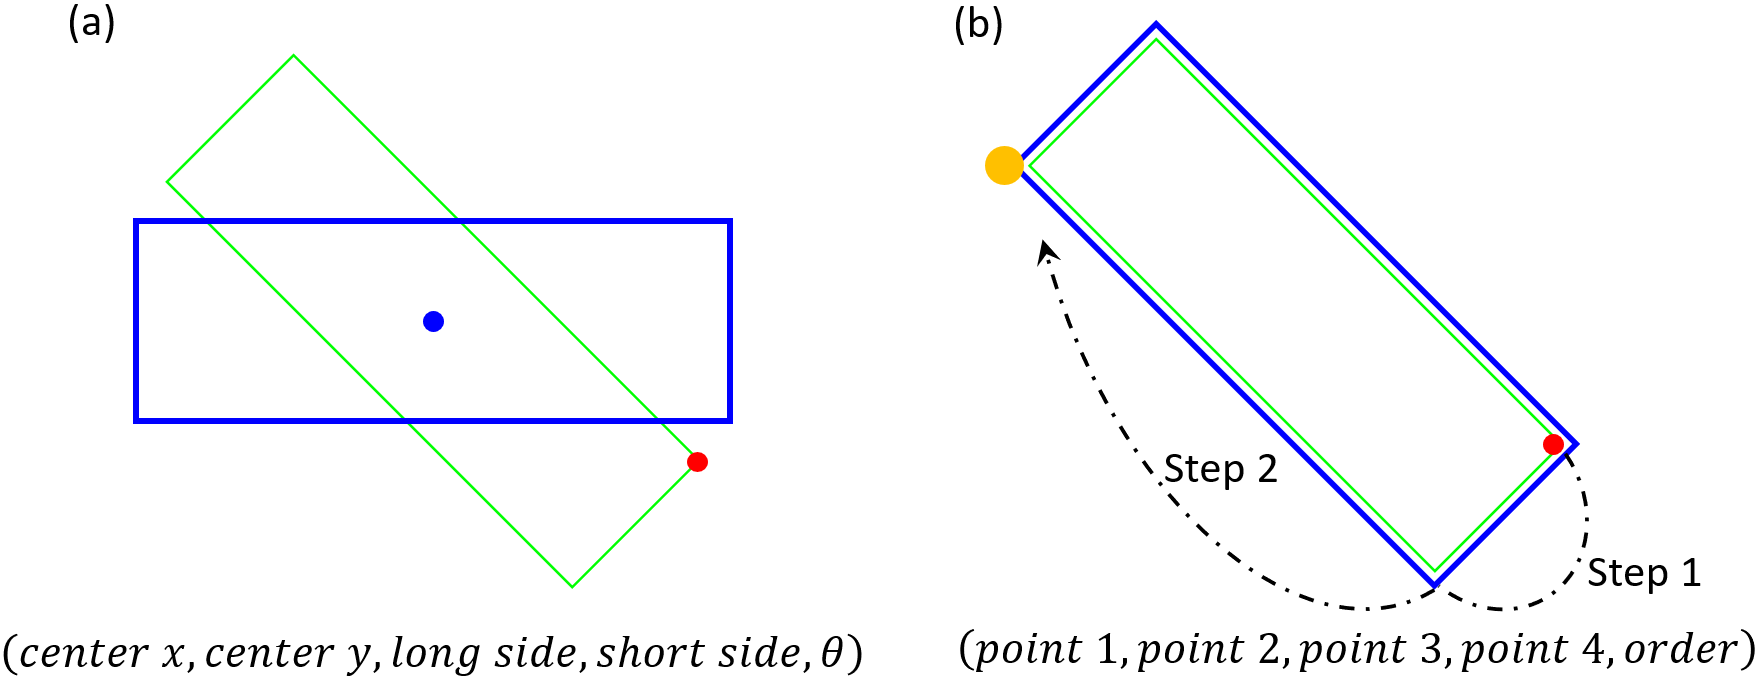 (a)
(b)
Step 2
Step 1
(center x, center y, long side, short side, θ)
(point 1, point 2, point 3, point 4, order)